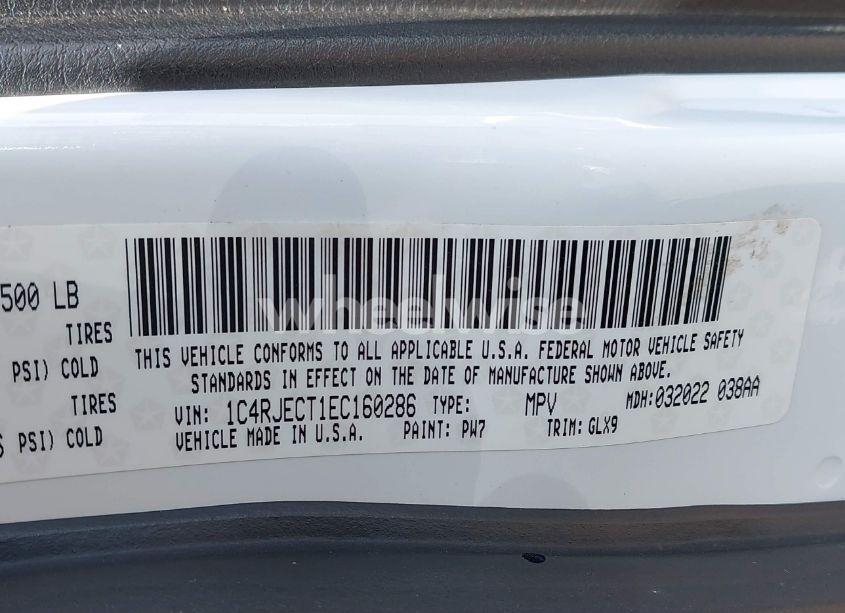 500 LB
TIRES
PSI) COLD
TIRES
PSI) COLD
wheelwise
THIS VEHICLE CONFORMS TO ALL APPLICABLE U.S.A. FEDERAL MOTOR VEHICLE SAFETY
STANDARDS IN EFFECT ON THE DATE OF MANUFACTURE SHOWN ABOVE.
VIN: 1C4RJECT1EC160286 TYPE: MPV MDH: 032022 038AA
VEHICLE MADE IN U.S.A. PAINT: PW7 TRIM: GLX9